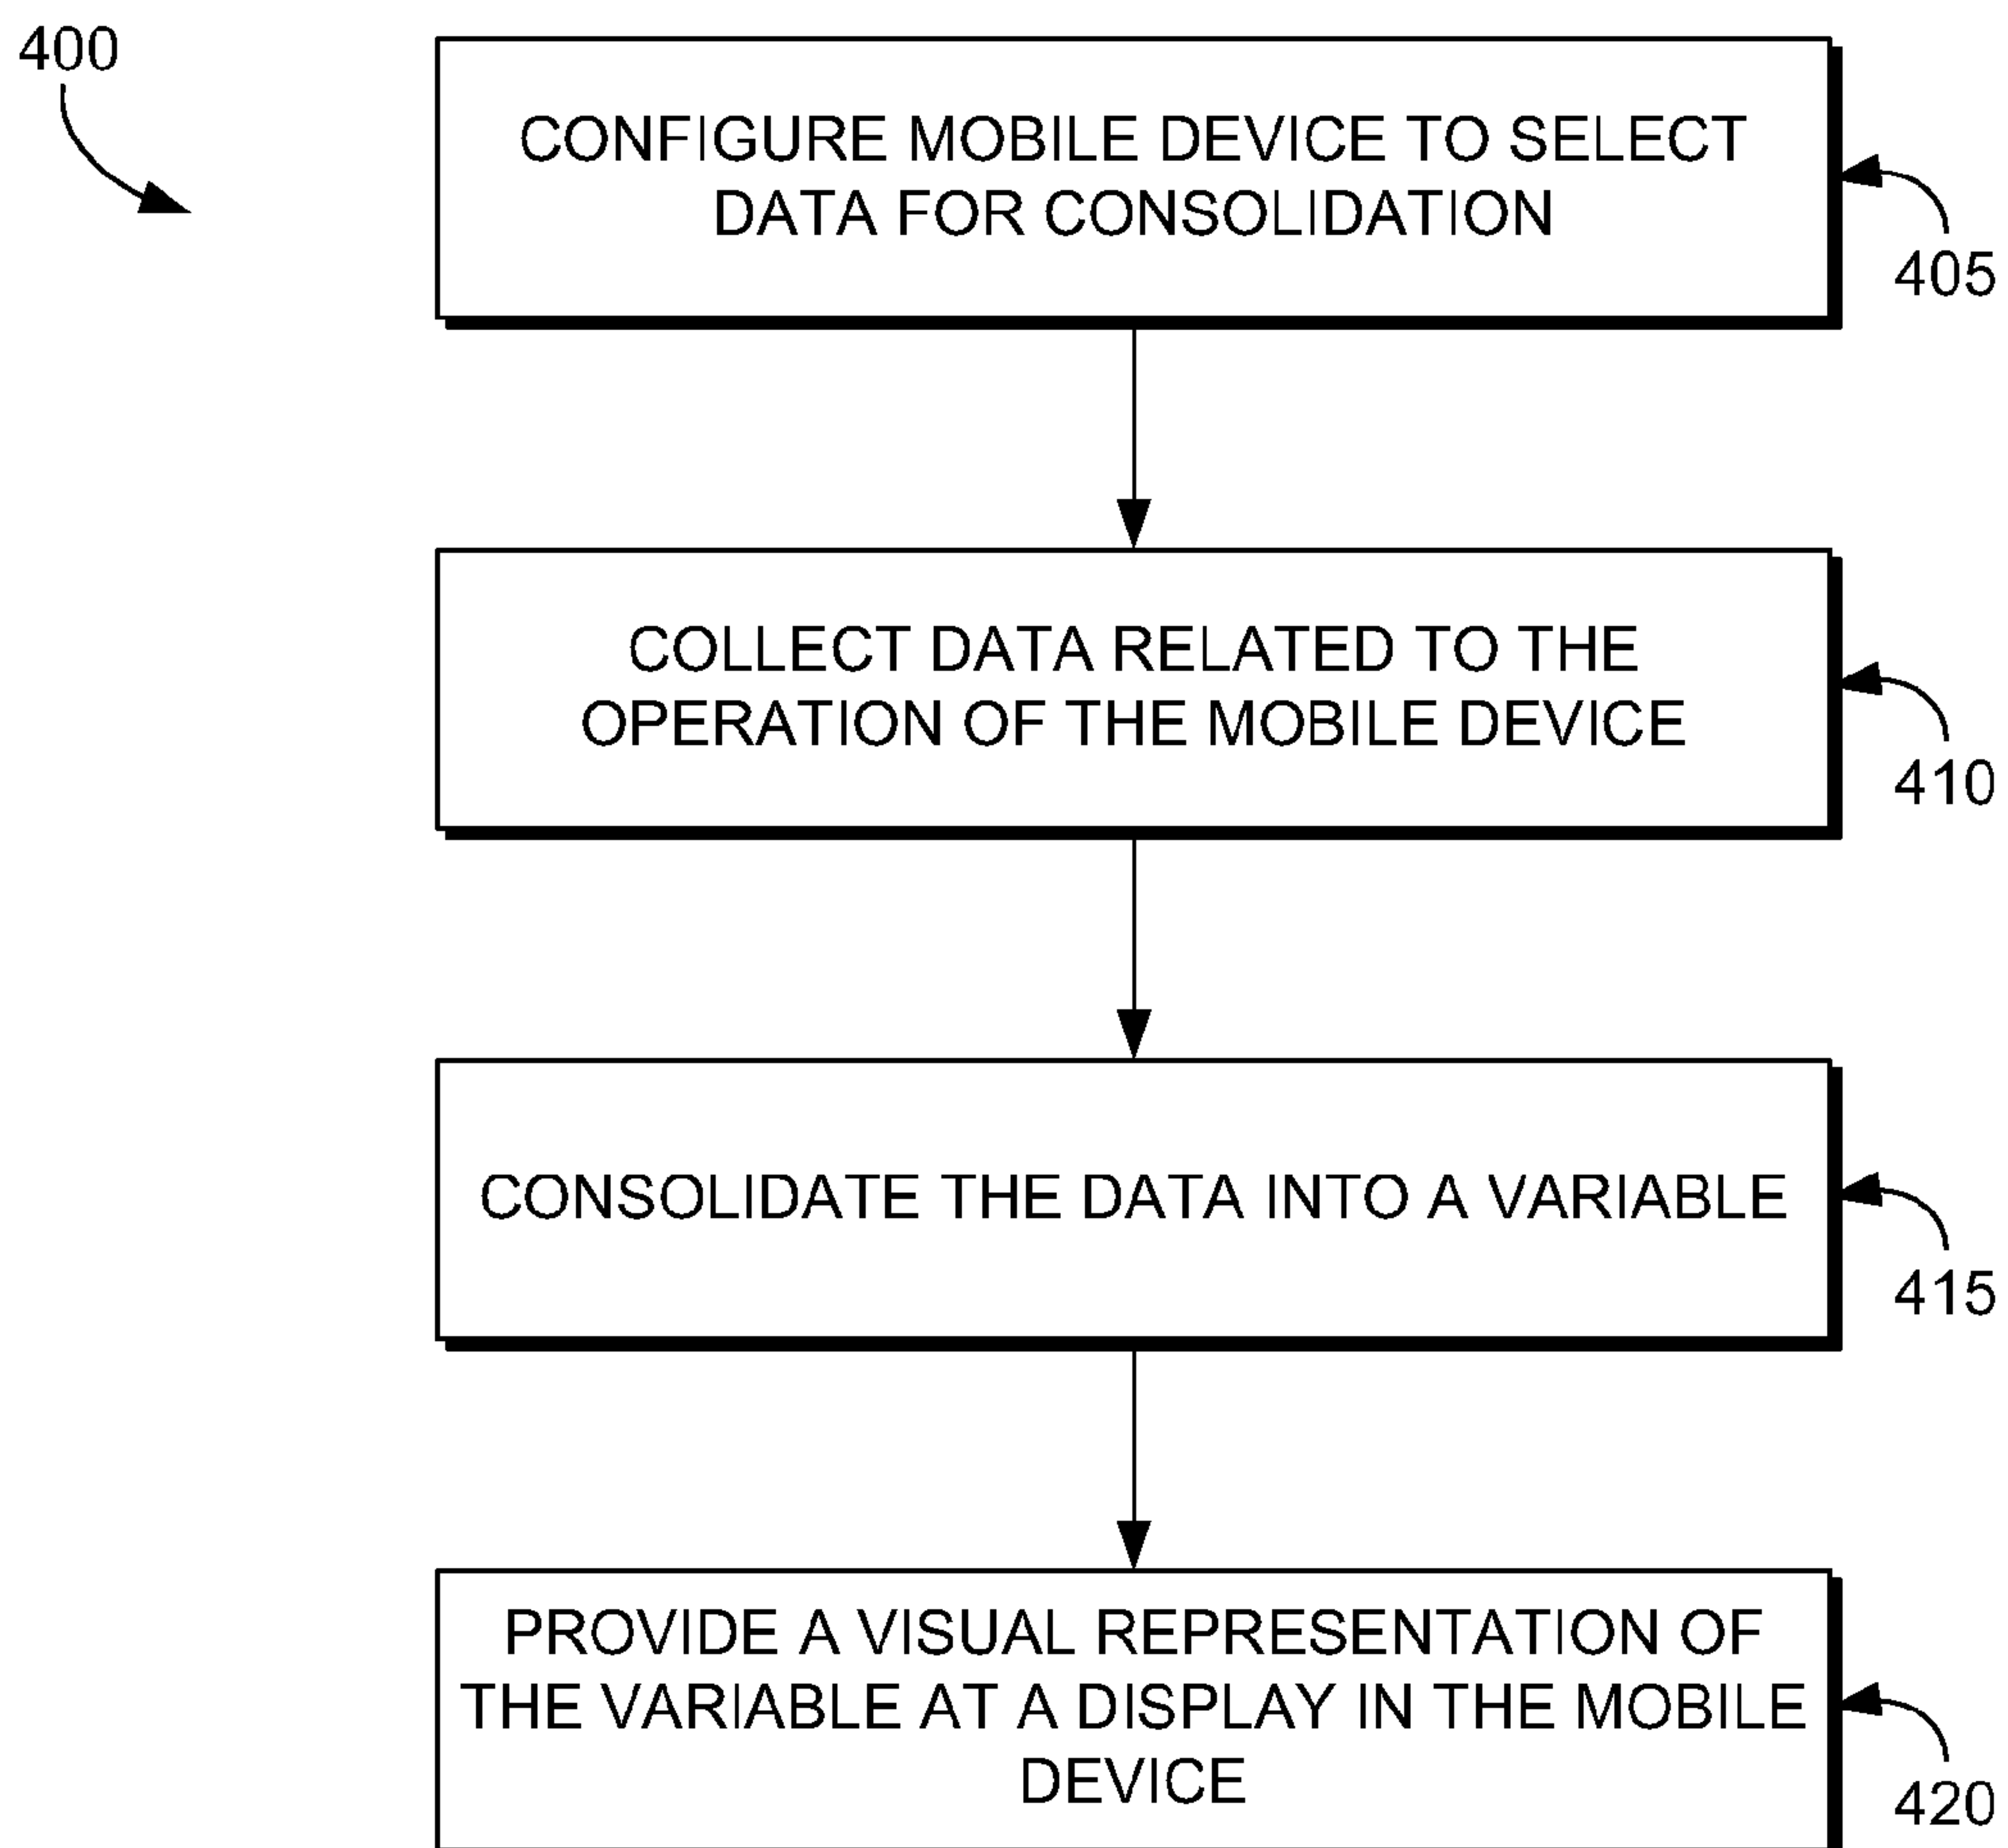 400
CONFIGURE MOBILE DEVICE TO SELECT
DATA FOR CONSOLIDATION
405
COLLECT DATA RELATED TO THE
OPERATION OF THE MOBILE DEVICE
410
CONSOLIDATE THE DATA INTO A VARIABLE
415
PROVIDE A VISUAL REPRESENTATION OF
THE VARIABLE AT A DISPLAY IN THE MOBILE
DEVICE
420